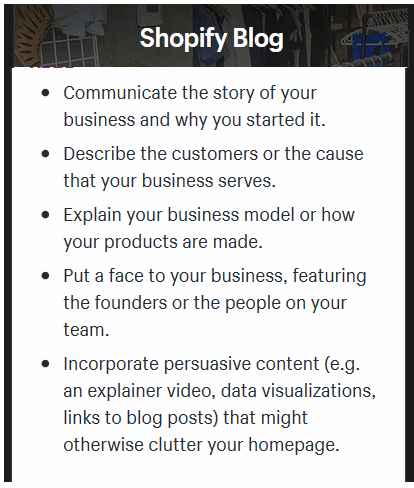 Shopify Blog
• Communicate the story of your
business and why you started it.
• Describe the customers or the cause
that your business serves.
• Explain your business model or how
your products are made.
• Put a face to your business, featuring
the founders or the people on your
team.
• Incorporate persuasive content (e.g.
an explainer video, data visualizations,
links to blog posts) that might
otherwise clutter your homepage.